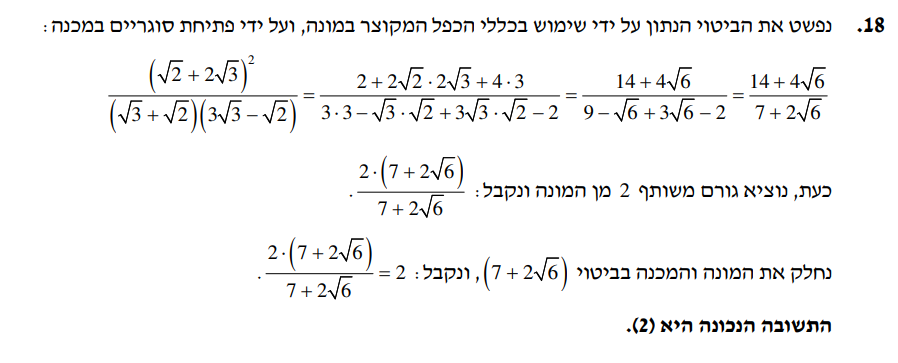 18. נפשט את הביטוי הנתון על ידי שימוש בכללי הכפל המקוצר במונה, ועל ידי פתיחת סוגריים במכנה:
(√2 + 2√3)² / (√3 + √2)(3√3 − √2) = (2 + 2√2 · 2√3 + 4 · 3) / (3 · 3 − √3 · √2 + 3√3 · √2 − 2) = (14 + 4√6) / (9 − √6 + 3√6 − 2) = (14 + 4√6) / (7 + 2√6)
כעת, נוציא גורם משותף 2 מן המונה ונקבל: 2 · (7 + 2√6) / (7 + 2√6).
נחלק את המונה והמכנה בביטוי (7 + 2√6), ונקבל: 2 · (7 + 2√6) / (7 + 2√6) = 2.
התשובה הנכונה היא (2).